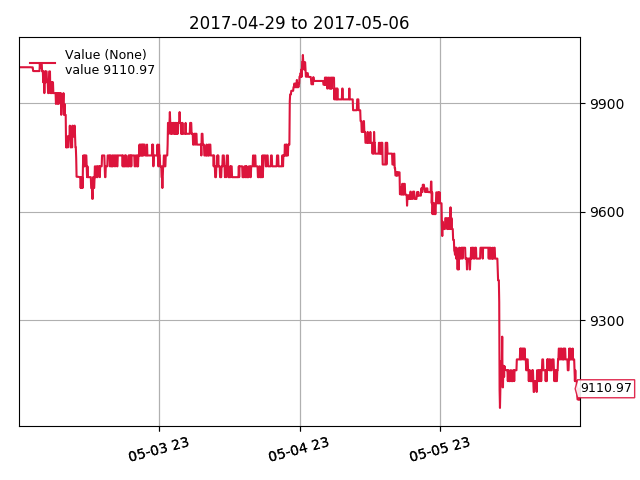 2017-04-29 to 2017-05-06
Value (None)
value 9110.97
9900
9600
9300
9110.97
05-03 23
05-04 23
05-05 23